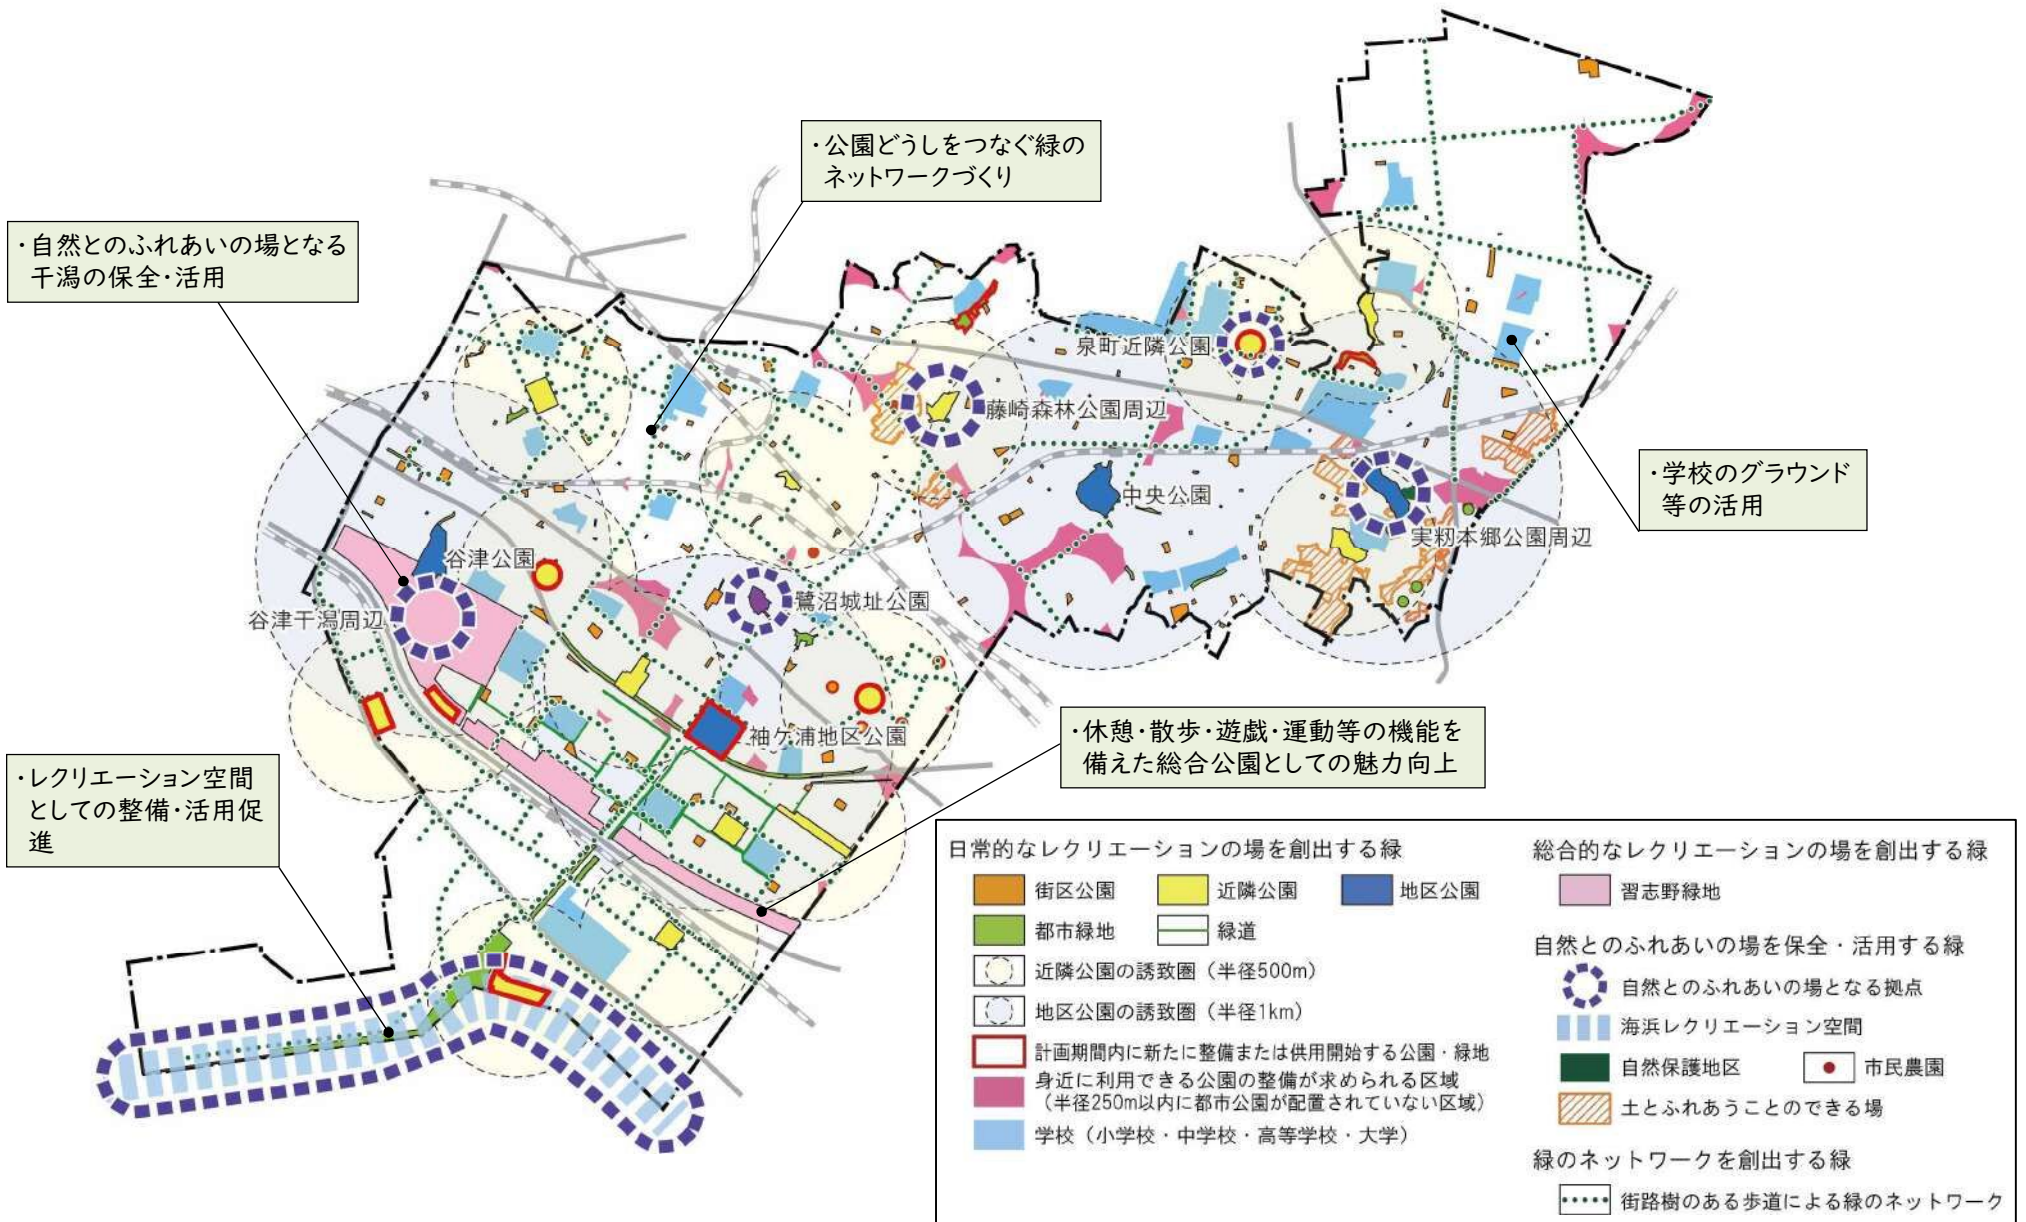 ・公園どうしをつなぐ緑の
ネットワークづくり
・自然とのふれあいの場となる
干潟の保全・活用
泉町近隣公園
藤崎森林公園周辺
・学校のグラウンド
等の活用
中央公園
実籾本郷公園周辺
谷津公園
鷺沼城址公園
谷津干潟周辺
袖ケ浦地区公園
・休憩・散歩・遊戯・運動等の機能を
備えた総合公園としての魅力向上
・レクリエーション空間
としての整備・活用促
進
日常的なレクリエーションの場を創出する緑
街区公園
近隣公園
地区公園
都市緑地
緑道
近隣公園の誘致圏（半径500m）
地区公園の誘致圏（半径1km）
計画期間内に新たに整備または供用開始する公園・緑地
身近に利用できる公園の整備が求められる区域
（半径250m以内に都市公園が配置されていない区域）
学校（小学校・中学校・高等学校・大学）
総合的なレクリエーションの場を創出する緑
習志野緑地
自然とのふれあいの場を保全・活用する緑
自然とのふれあいの場となる拠点
海浜レクリエーション空間
自然保護地区
市民農園
土とふれあうことのできる場
緑のネットワークを創出する緑
街路樹のある歩道による緑のネットワーク